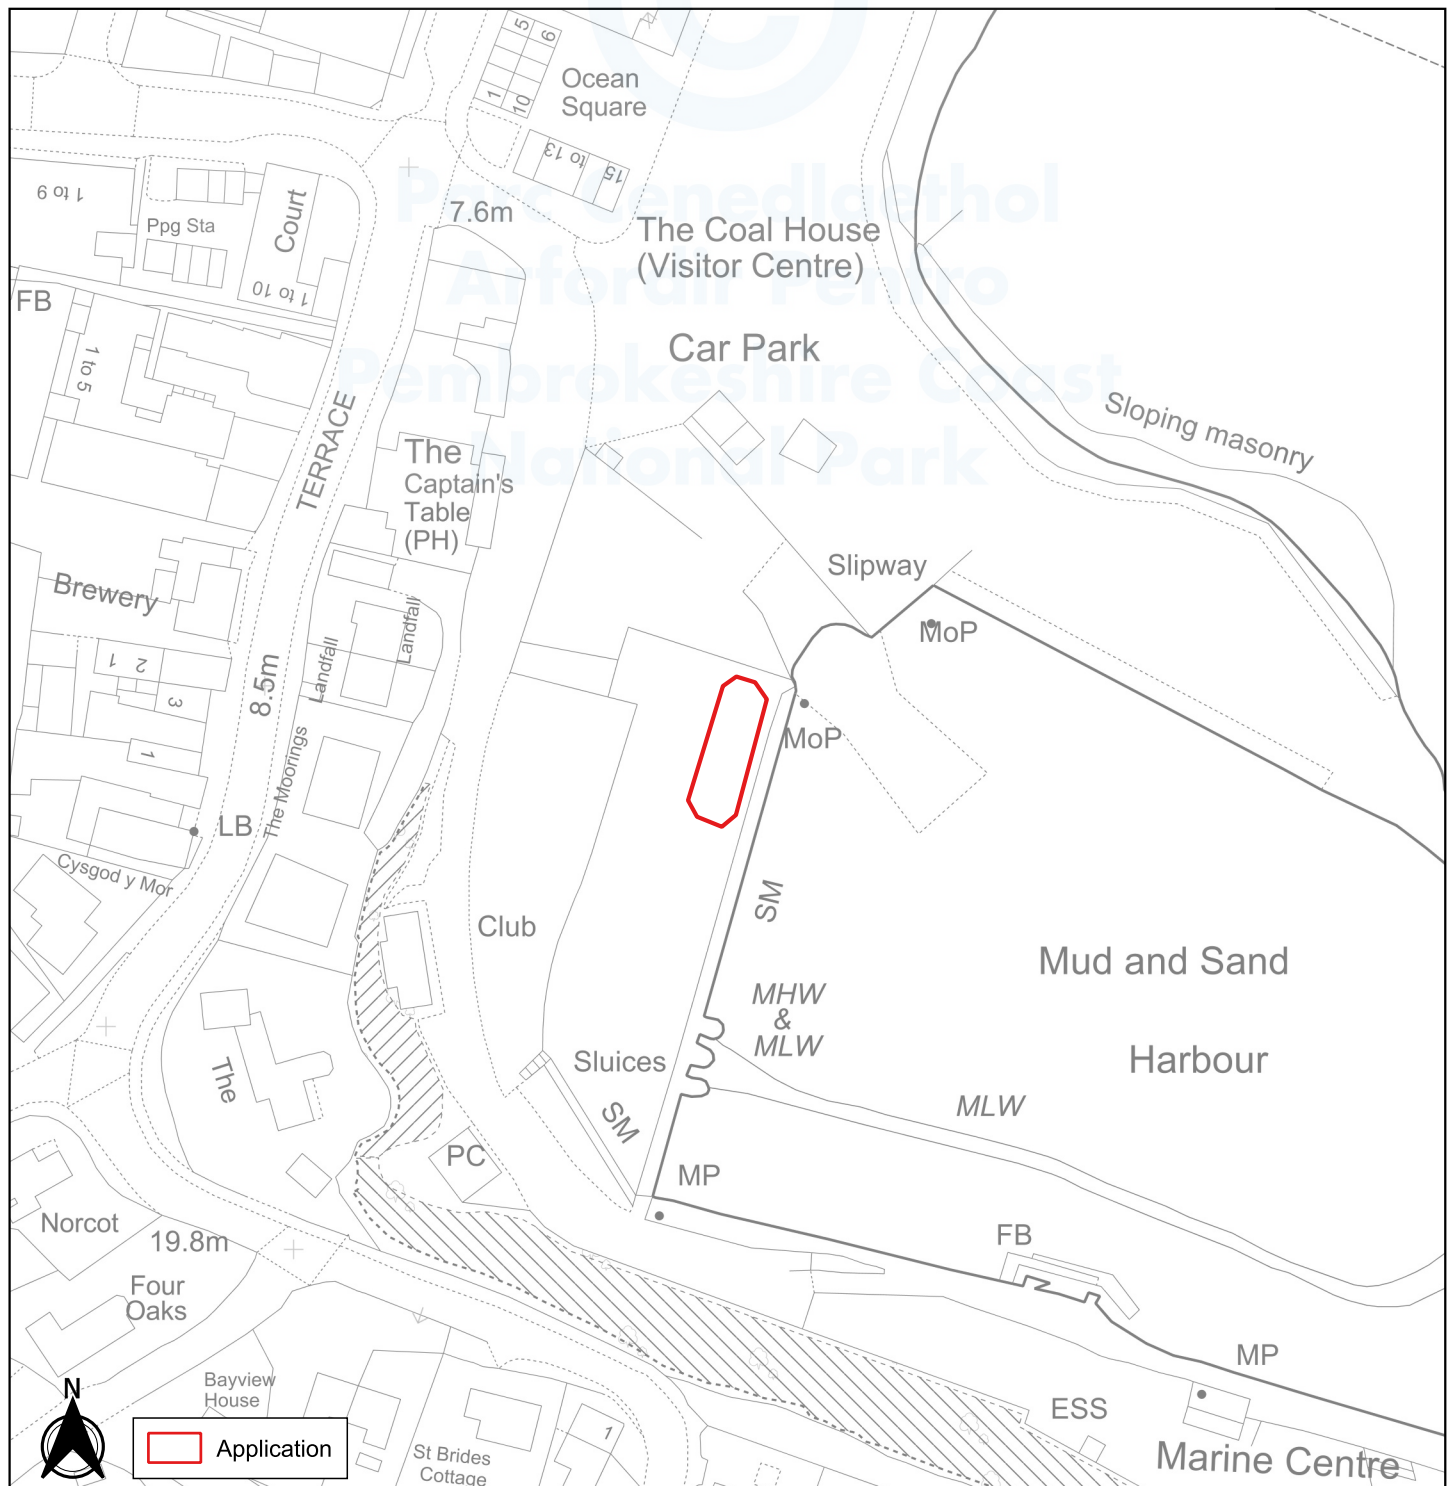 5
6
1
10
Ocean
Square
13 to
15
1 to 9
Ppg Sta
Court
1 to 10
7.6m
Parc Cenedlaethol
Arfordir Penfro
Pembrokeshire Coast
National Park
The Coal House
(Visitor Centre)
Car Park
FB
1 to 5
TERRACE
The
Captain's
Table
(PH)
Sloping masonry
Slipway
MoP
Brewery
Landfall
Landfall
1 2
3
1
8.5m
The Moorings
MoP
LB
Cysgod y Mor
Club
SM
MHW
&
MLW
Mud and Sand
Harbour
MLW
Sluices
SM
The
PC
MP
Norcot
19.8m
FB
Four
Oaks
MP
Bayview
House
ESS
Marine Centre
St Brides
Cottage
1
N
Application